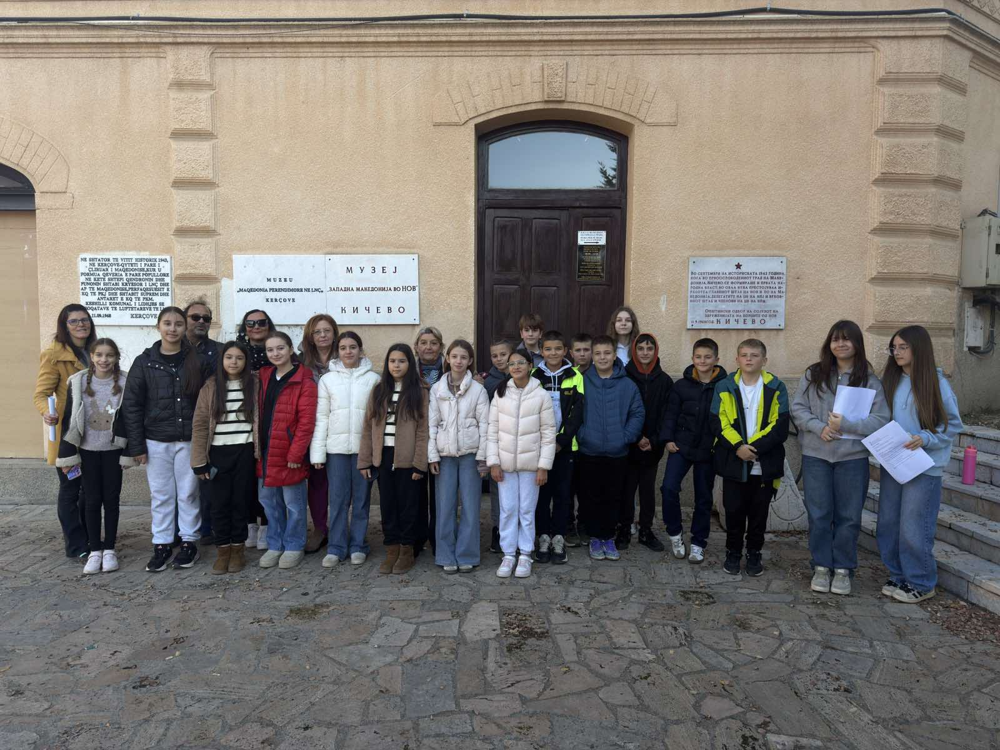 NE SHTATOR TE VITIT HISTORIK 1943,
NE KERÇOVE-QYTETI I PARE I
ÇLIRUAR I MAQEDONISE, KUR U
FORMUA QEVERIA E PARE POPULLORE
NE KETE SHTEPI QENDRONIN DHE
PUNONIN SHTABI KRYESOR I LNÇ DHE
AP TE MAQEDONISE, PERFAQESUESIT E
KQ TE PKJ DHE SHTABIT SUPREM DHE
ANTARET E KQ TE PKM.
KESHILLI KOMUNAL I LIDHJES SE
TE LUFTETAREVE TE
11.09.1968 KERÇOVE
MUZEU
„MAQEDONIA PERENDIMORE NE LNÇ„
KERÇOVE
МУЗЕЈ
„ЗАПАДНА МАКЕДОНИЈА ВО НОВ"
КИЧЕВО
ВО СЕПТЕМВРИ НА ИСТОРИСКАТА 1943 ГОДИНА,
КОГА ВО ПРВООСЛОБОДЕНИОТ ГРАД НА МАКЕ-
ДОНИЈА, КИЧЕВО СЕ ФОРМИРАШЕ И ПРВАТА НА-
РОДНА ВЛАСТ, ВО ОВАА КУЌА ПРЕСТОЈУВАА И
РАБОТЕА ГЛАВНИОТ ШТАБ НА НОВ И ПО НА МА-
КЕДОНИЈА, ДЕЛЕГАТИТЕ НА ЦК НА КПЈ И ВРХОВ-
НИОТ ШТАБ И ЧЛЕНОВИ НА ЦК НА КПМ.
ОПШТИНСКИ ОДБОР НА СОЈУЗОТ НА
ЗДРУЖЕНИЈАТА НА БОРЦИТЕ ОД НОВ
11.9.1968 ГОД. КИЧЕВО